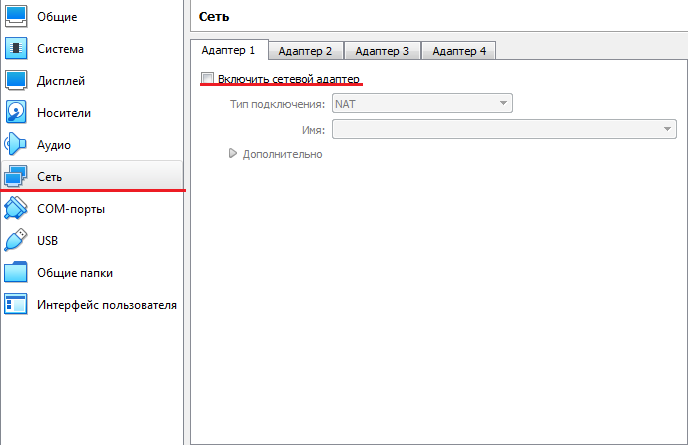 Общие
Система
Дисплей
Носители
Аудио
Сеть
COM-порты
USB
Общие папки
Интерфейс пользователя
Сеть
Адаптер 1 Адаптер 2 Адаптер 3 Адаптер 4
Включить сетевой адаптер
Тип подключения: NAT
Имя:
Дополнительно